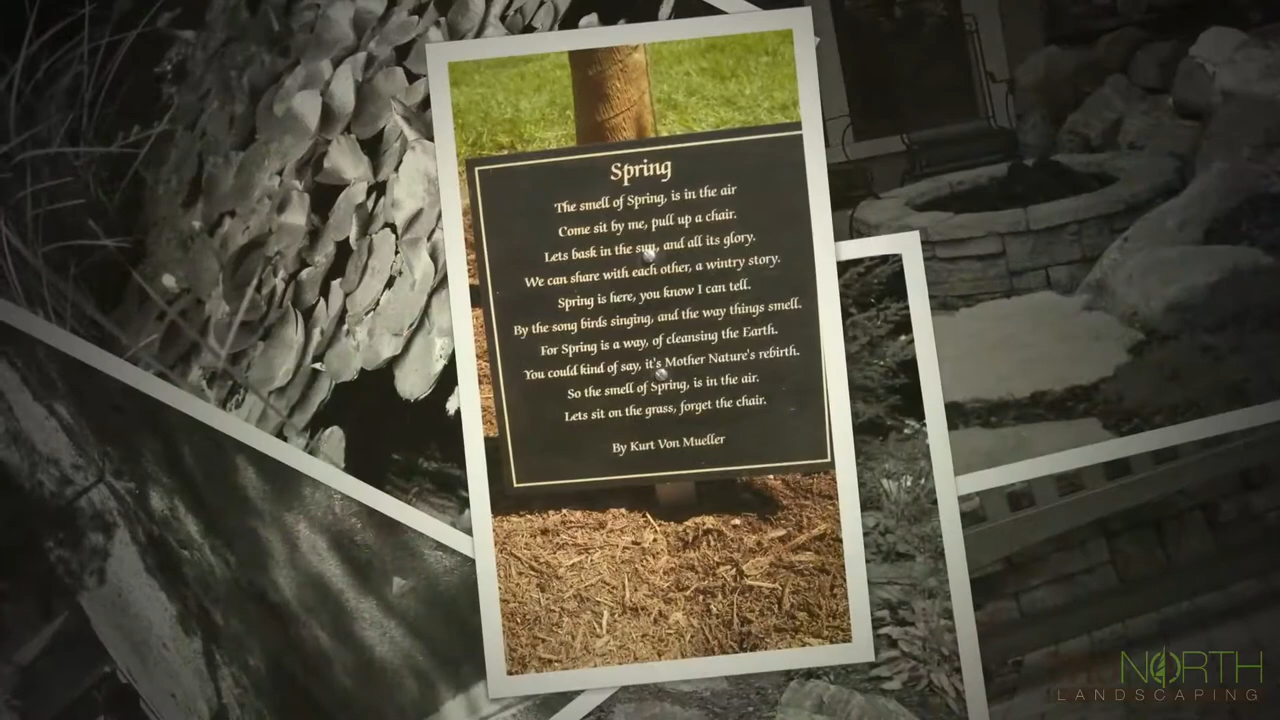 Spring
The smell of Spring, is in the air
Come sit by me, pull up a chair.
Lets bask in the sun, and all its glory.
We can share with each other, a wintry story.
Spring is here, you know I can tell.
By the song birds singing, and the way things smell.
For Spring is a way, of cleansing the Earth.
You could kind of say, it's Mother Nature's rebirth.
So the smell of Spring, is in the air.
Lets sit on the grass, forget the chair.
By Kurt Von Mueller
NORTH
LANDSCAPING